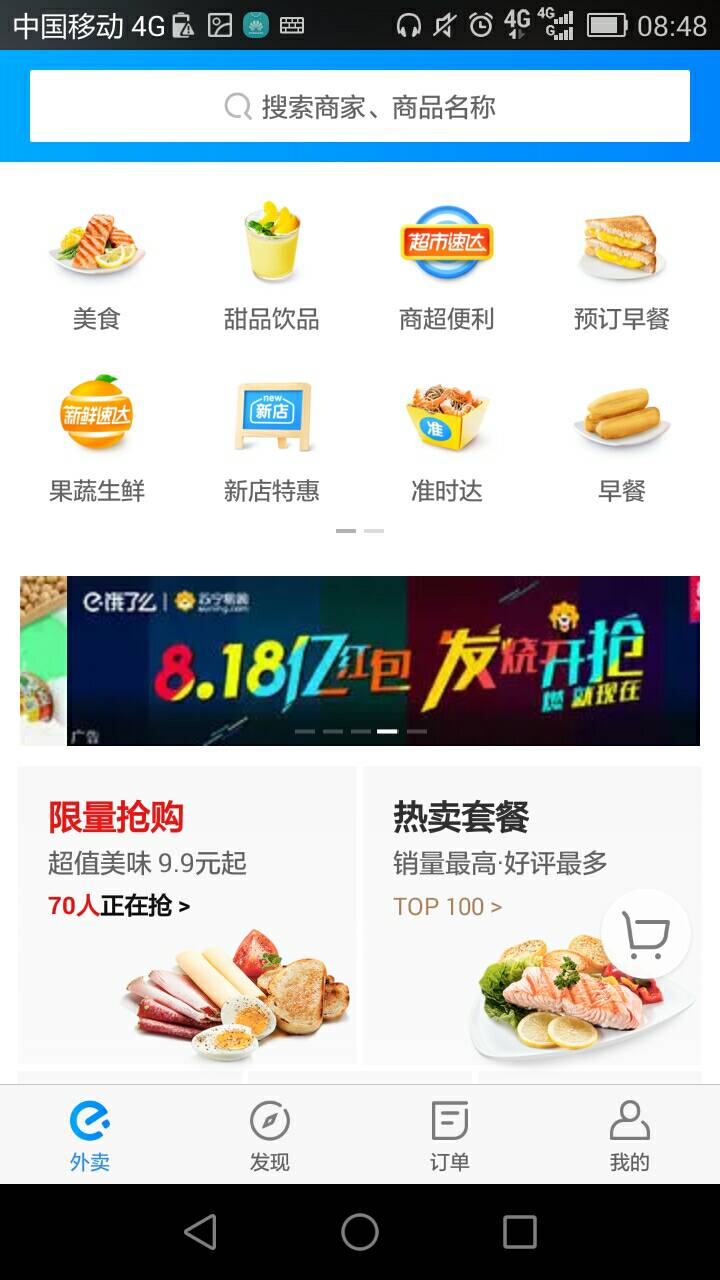 中国移动 4G
4G 4G G 08:48
搜索商家、商品名称
超市速达
美食
甜品饮品
商超便利
预订早餐
新鲜速达
new
新店
准
果蔬生鲜
新店特惠
准时达
早餐
饿了么 | 苏宁易购
suning.com
8.18亿红包 发烧开抢
燃 就现在
广告
限量抢购
超值美味 9.9元起
70人正在抢 >
热卖套餐
销量最高·好评最多
TOP 100 >
外卖
发现
订单
我的